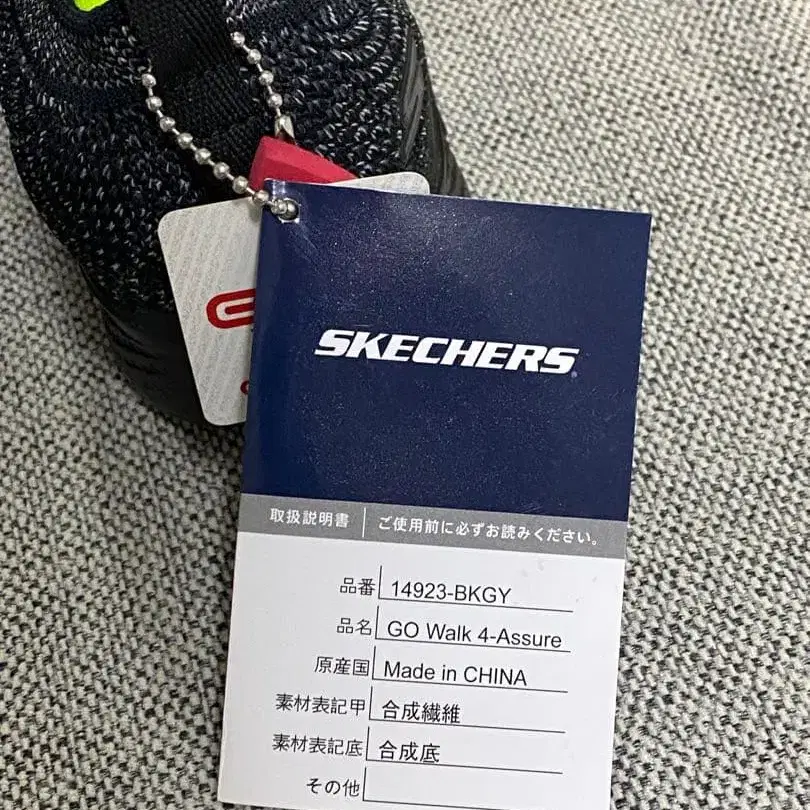 SKECHERS
取扱説明書 ご使用前に必ずお読みください。
品番 14923-BKGY
品名 GO Walk 4-Assure
原産国 Made in CHINA
素材表記甲 合成繊維
素材表記底 合成底
その他